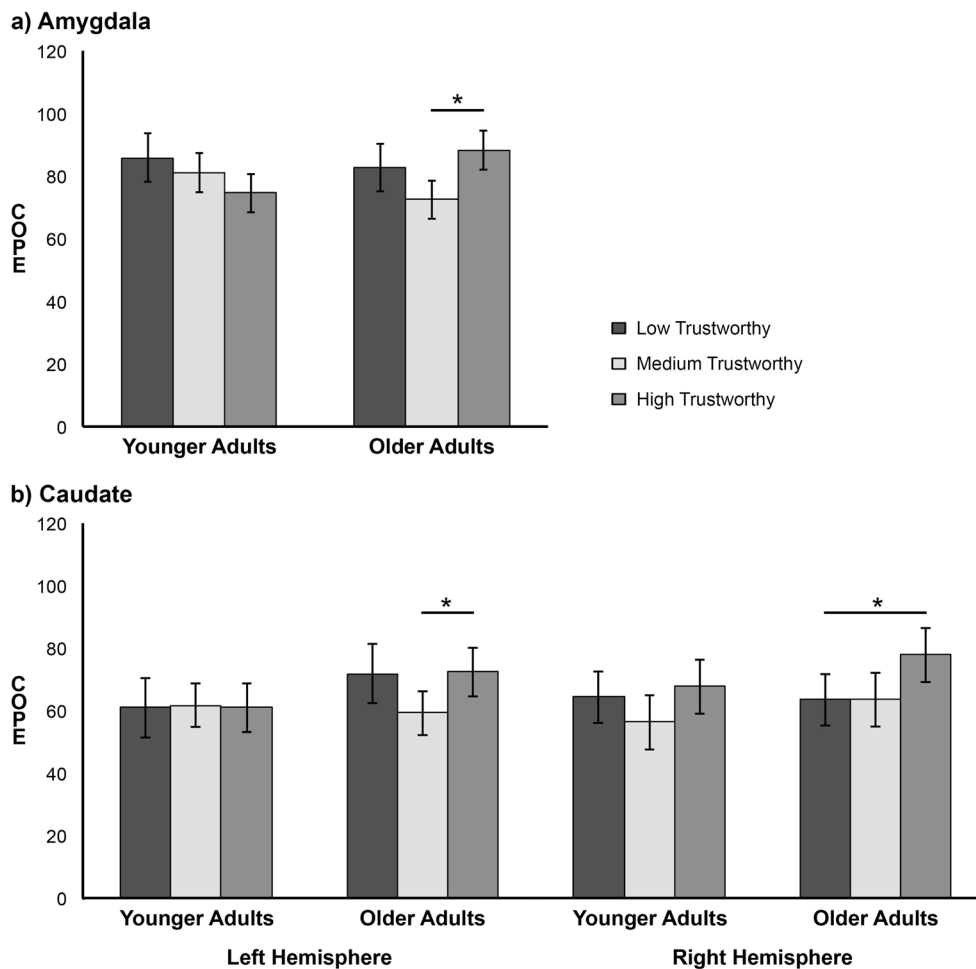 a) Amygdala
120
100
80
60
40
20
0
COPE
*
Younger Adults
Older Adults
Low Trustworthy
Medium Trustworthy
High Trustworthy
b) Caudate
120
100
80
60
40
20
0
COPE
*
*
Younger Adults
Older Adults
Younger Adults
Older Adults
Left Hemisphere
Right Hemisphere